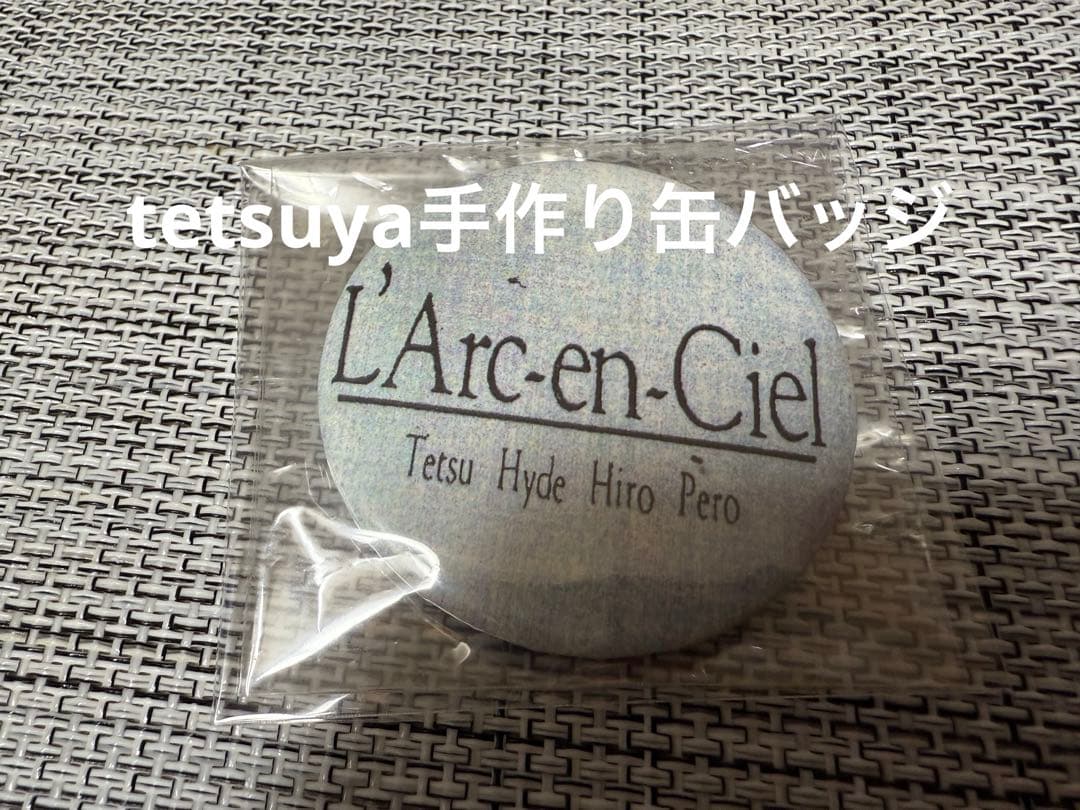 tetsuya手作り缶バッジ
L'Arc-en-Ciel
Tetsu Hyde Hiro Pero